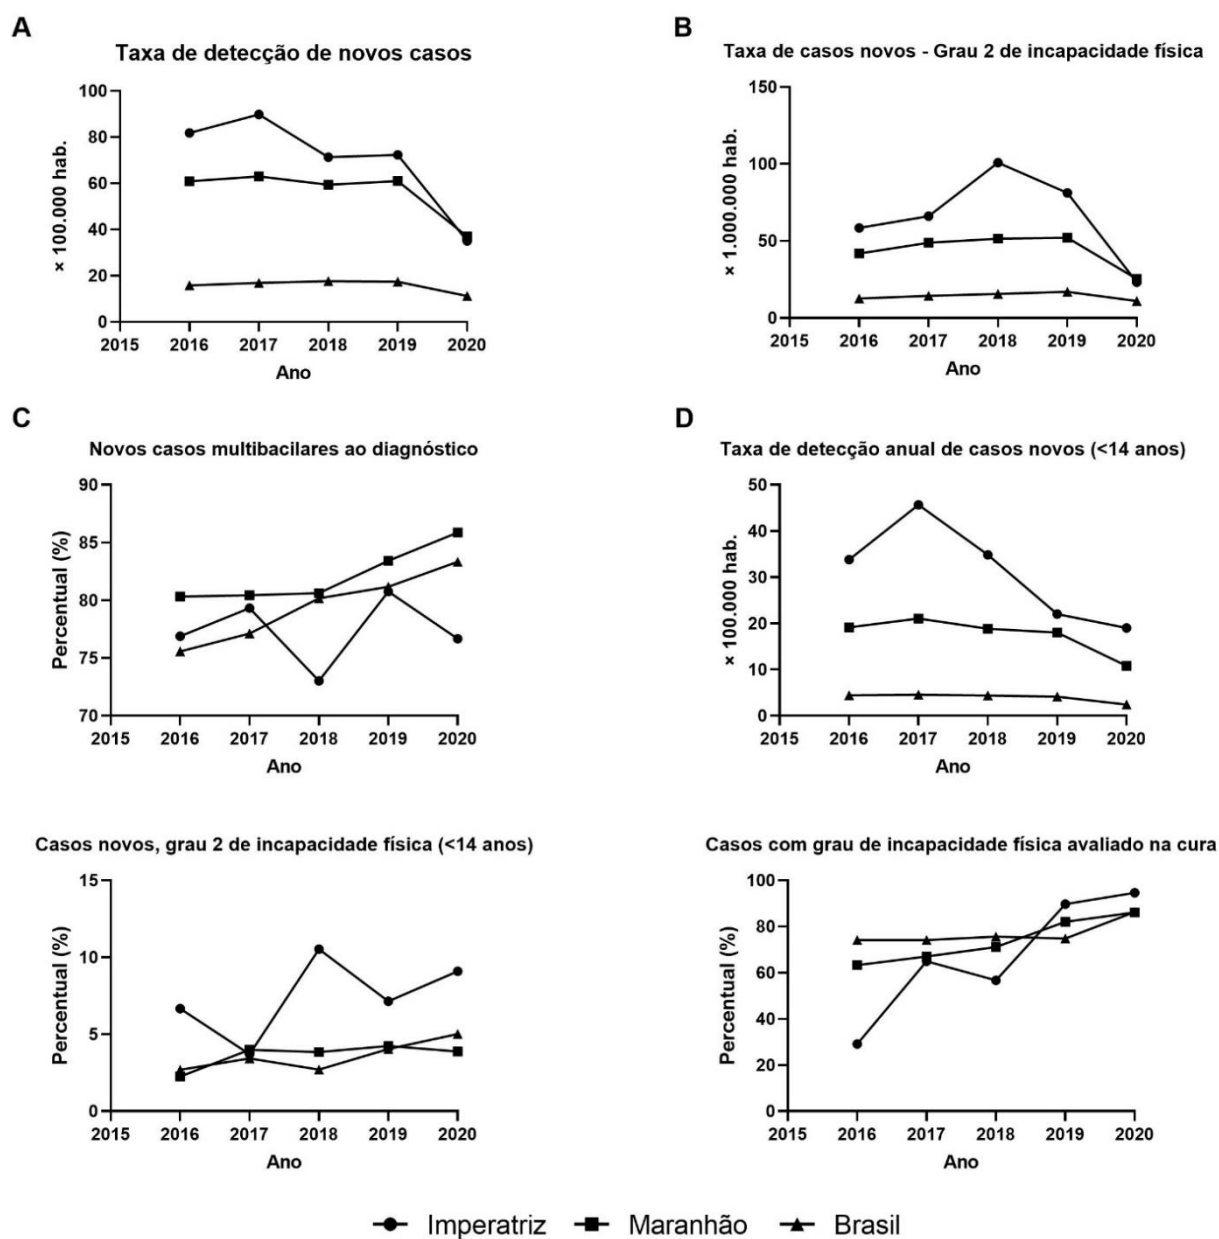 A
Taxa de detecção de novos casos
× 100.000 hab.
100
80
60
40
20
0
2015 2016 2017 2018 2019 2020
Ano
B
Taxa de casos novos - Grau 2 de incapacidade física
× 1.000.000 hab.
150
100
50
0
2015 2016 2017 2018 2019 2020
Ano
C
Novos casos multibacilares ao diagnóstico
Percentual (%)
90
85
80
75
70
2015 2016 2017 2018 2019 2020
Ano
D
Taxa de detecção anual de casos novos (<14 anos)
× 100.000 hab.
50
40
30
20
10
0
2015 2016 2017 2018 2019 2020
Ano
Casos novos, grau 2 de incapacidade física (<14 anos)
Percentual (%)
15
10
5
0
2015 2016 2017 2018 2019 2020
Ano
Casos com grau de incapacidade física avaliado na cura
Percentual (%)
100
80
60
40
20
0
2015 2016 2017 2018 2019 2020
Ano
Imperatriz Maranhão Brasil